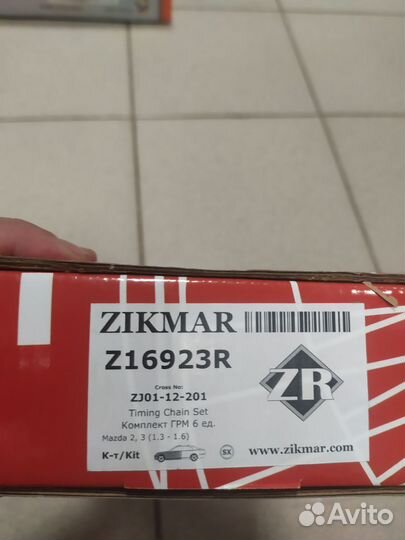 ZIKMAR
Z16923R
Cross No:
ZJ01-12-201
Timing Chain Set
Комплект ГРМ 6 ед.
Mazda 2, 3 (1.3 - 1.6)
К-т/Kit
SX
ZR
www.zikmar.com
Avito